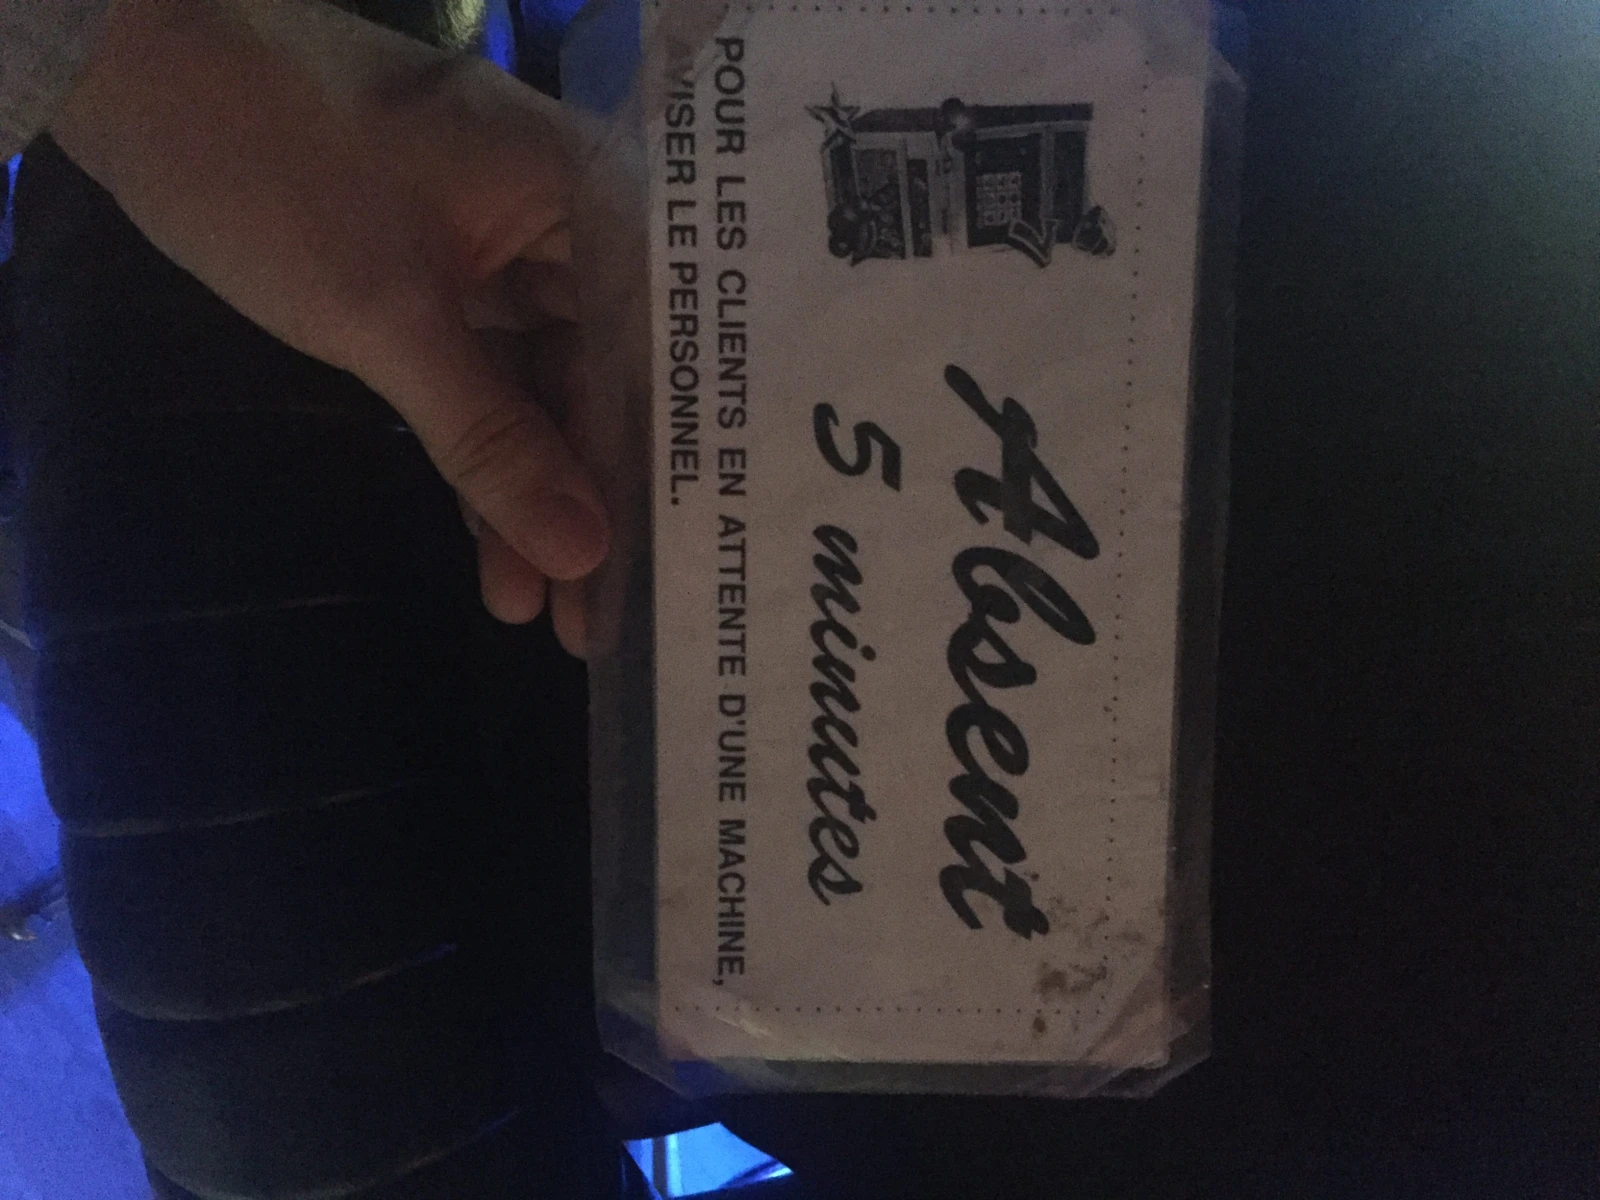 Absent
5 minutes
POUR LES CLIENTS EN ATTENTE D'UNE MACHINE,
AVISER LE PERSONNEL.